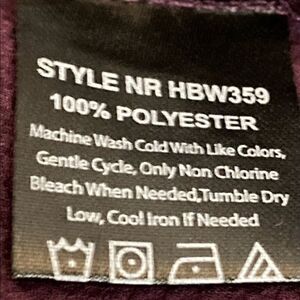 STYLE NR HBW359
100% POLYESTER
Machine Wash Cold With Like Colors,
Gentle Cycle, Only Non Chlorine
Bleach When Needed,Tumble Dry
Low, Cool Iron If Needed